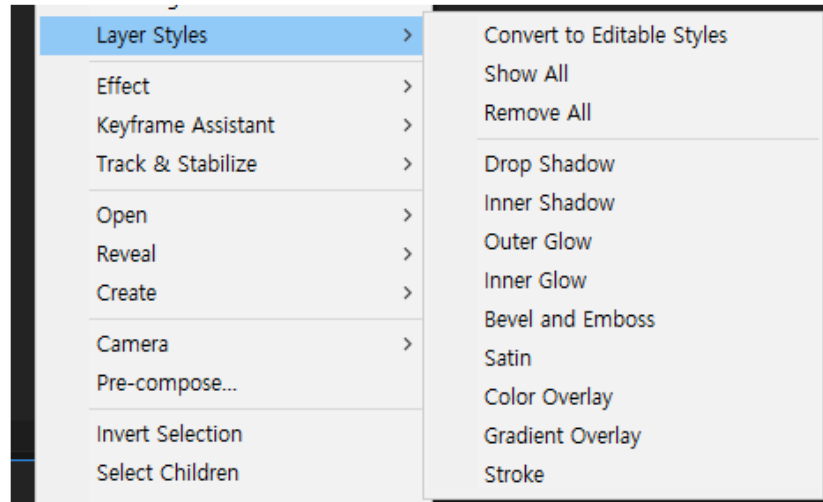 Layer Styles
Effect
Keyframe Assistant
Track & Stabilize
Open
Reveal
Create
Camera
Pre-compose...
Invert Selection
Select Children
Convert to Editable Styles
Show All
Remove All
Drop Shadow
Inner Shadow
Outer Glow
Inner Glow
Bevel and Emboss
Satin
Color Overlay
Gradient Overlay
Stroke